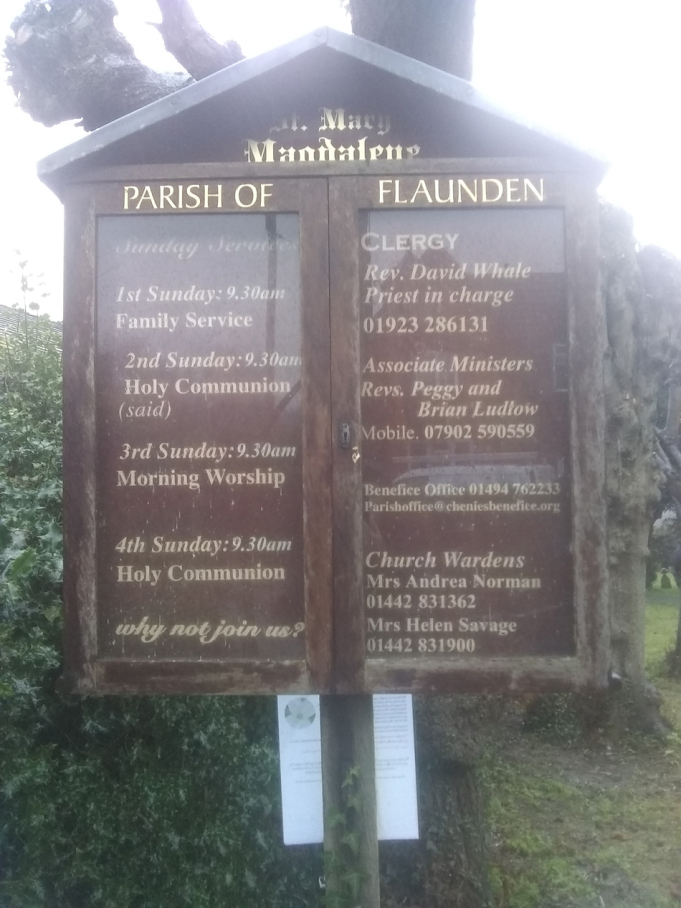 St. Mary
Magdalene
PARISH OF FLAUNDEN
Sunday Services
1st Sunday: 9.30am
Family Service
2nd Sunday: 9.30am
Holy Communion
(said)
3rd Sunday: 9.30am
Morning Worship
4th Sunday: 9.30am
Holy Communion
why not join us?
CLERGY
Rev. David Whale
Priest in charge
01923 286131
Associate Ministers
Revs. Peggy and
Brian Ludlow
Mobile. 07902 590559
Benefice Office 01494 762233
Parishoffice@cheniesbenefice.org
Church Wardens
Mrs Andrea Norman
01442 831362
Mrs Helen Savage
01442 831900